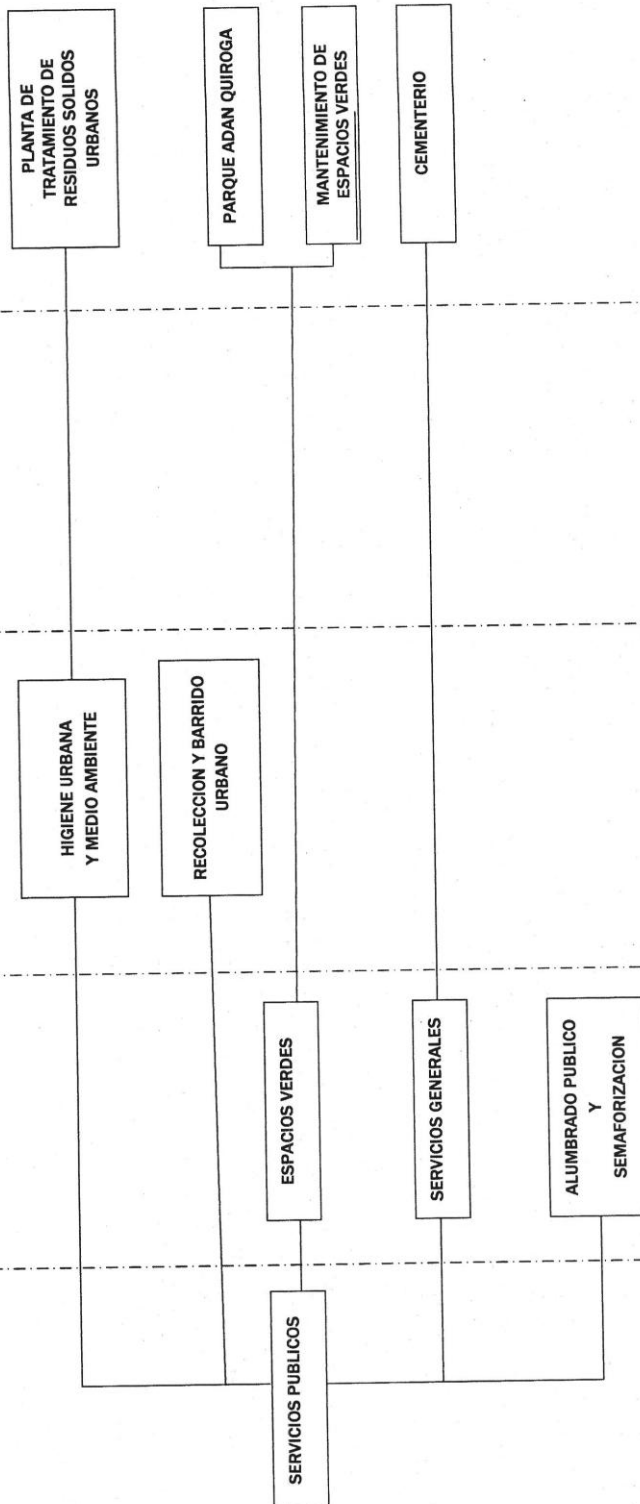 SERVICIOS PUBLICOS
HIGIENE URBANA
Y MEDIO AMBIENTE
RECOLECCION Y BARRIDO
URBANO
ESPACIOS VERDES
SERVICIOS GENERALES
ALUMBRADO PUBLICO
Y
SEMAFORIZACION
PLANTA DE
TRATAMIENTO DE
RESIDUOS SOLIDOS
URBANOS
PARQUE ADAN QUIROGA
MANTENIMIENTO DE
ESPACIOS VERDES
CEMENTERIO